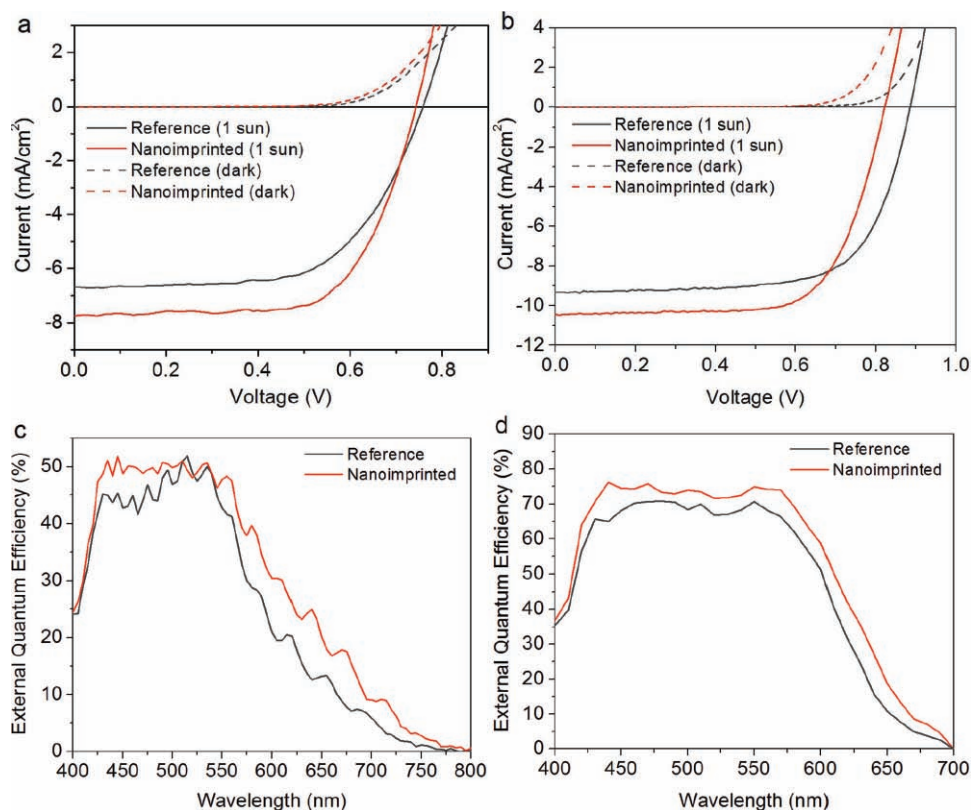 a
4
2
0
-2
-4
-6
-8
Current (mA/cm²)
Reference (1 sun)
Nanoimprinted (1 sun)
Reference (dark)
Nanoimprinted (dark)
0.0 0.2 0.4 0.6 0.8
Voltage (V)
b
4
2
0
-2
-4
-6
-8
-10
-12
Current (mA/cm²)
Reference (1 sun)
Nanoimprinted (1 sun)
Reference (dark)
Nanoimprinted (dark)
0.0 0.2 0.4 0.6 0.8 1.0
Voltage (V)
c
50
40
30
20
10
0
External Quantum Efficiency (%)
Reference
Nanoimprinted
400 450 500 550 600 650 700 750 800
Wavelength (nm)
d
90
80
70
60
50
40
30
20
10
0
External Quantum Efficiency (%)
Reference
Nanoimprinted
400 450 500 550 600 650 700
Wavelength (nm)